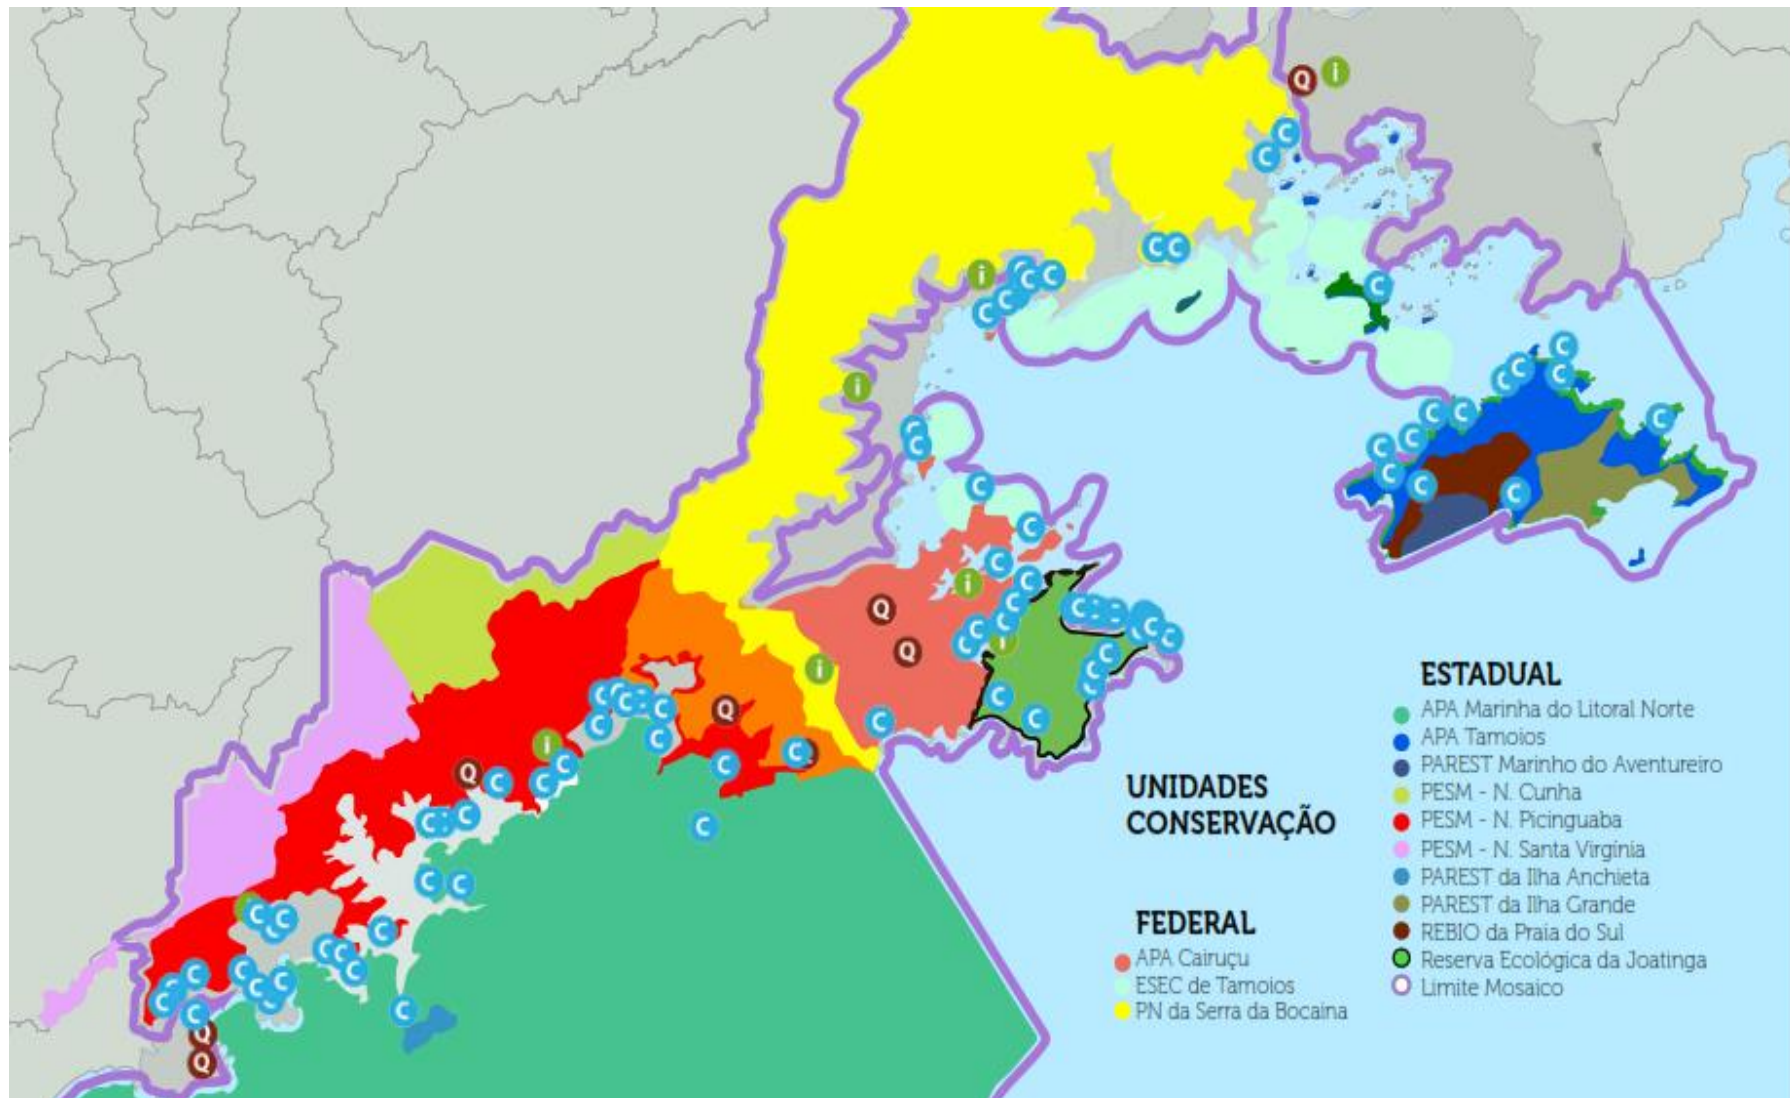 UNIDADES
CONSERVAÇÃO
FEDERAL
APA Cairuçu
ESEC de Tamoios
PN da Serra da Bocaina
ESTADUAL
APA Marinha do Litoral Norte
APA Tamoios
PAREST Marinho do Aventureiro
PESM - N. Cunha
PESM - N. Picinguaba
PESM - N. Santa Virgínia
PAREST da Ilha Anchieta
PAREST da Ilha Grande
REBIO da Praia do Sul
Reserva Ecológica da Joatinga
Limite Mosaico